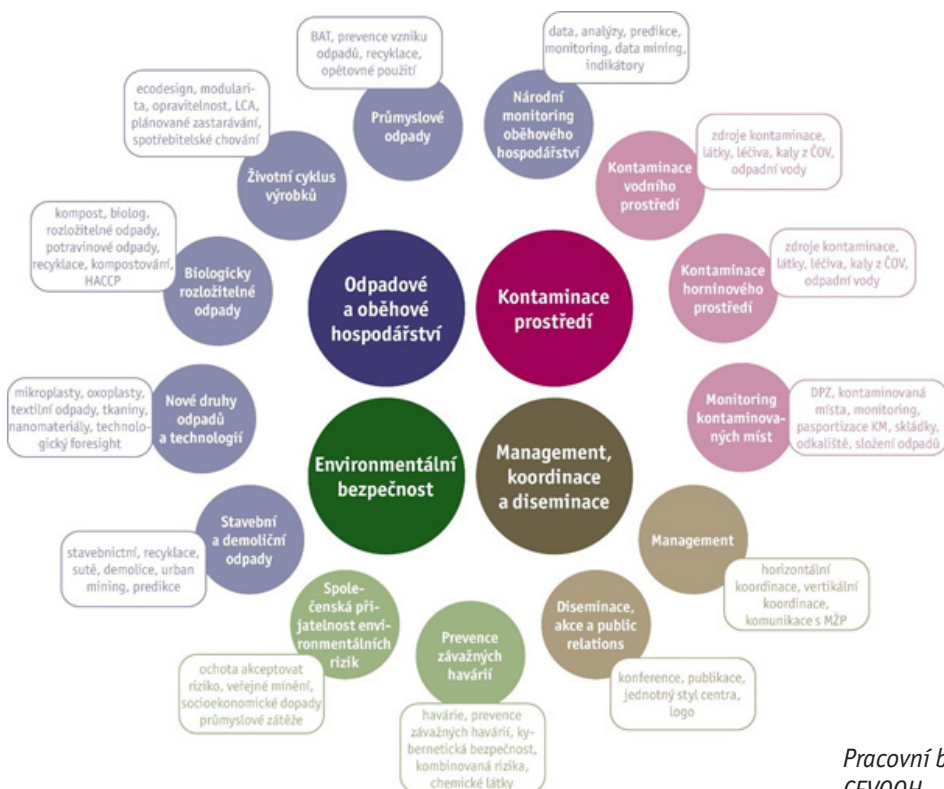 BAT, prevence vzniku
odpadů, recyklace,
opětovné použití
data, analýzy, predikce,
monitoring, data mining,
indikátory
Průmyslové
odpady
Národní
monitoring
oběhového
hospodářství
ecodesign, modulari-
ta, opravitelnost, LCA,
plánované zastarávání,
spotřebitelské chování
Životní cyklus
výrobků
Kontaminace
vodního
prostředí
zdroje kontaminace,
látky, léčiva, kaly z ČOV,
odpadní vody
kompost, biolog.
rozložitelné odpady,
potravinové odpady,
recyklace, kompostování,
HACCP
Biologicky
rozložitelné
odpady
Odpadové
a oběhové
hospodářství
Kontaminace
prostředí
Kontaminace
horninového
prostředí
zdroje kontaminace,
látky, léčiva, kaly z ČOV,
odpadní vody
mikroplasty, oxoplasty,
textilní odpady, tkaniny,
nanomateriály, technolo-
gický foresight
Nové druhy
odpadů
a technologií
Environmentální
bezpečnost
Management,
koordinace
a diseminace
Monitoring
kontaminova-
ných míst
DPZ, kontaminovaná
místa, monitoring,
pasportizace KM, skládky,
odkaliště, složení odpadů
Stavební
a demoliční
odpady
stavebnictní, recyklace,
sutě, demolice, urban
mining, predikce
Management
horizontální
koordinace, vertikální
koordinace,
komunikace s MŽP
Spole-
čenská při-
jatelnost envi-
ronmentálních
rizik
ochota akceptovat
riziko, veřejné mínění,
socioekonomické dopady
průmyslové zátěže
Prevence
závažných
havárií
havárie, prevence
závažných havárií, ky-
bernetická bezpečnost,
kombinovaná rizika,
chemické látky
Diseminace,
akce a public
relations
konference, publikace,
jednotný styl centra,
logo
Pracovní b
CEVOOH